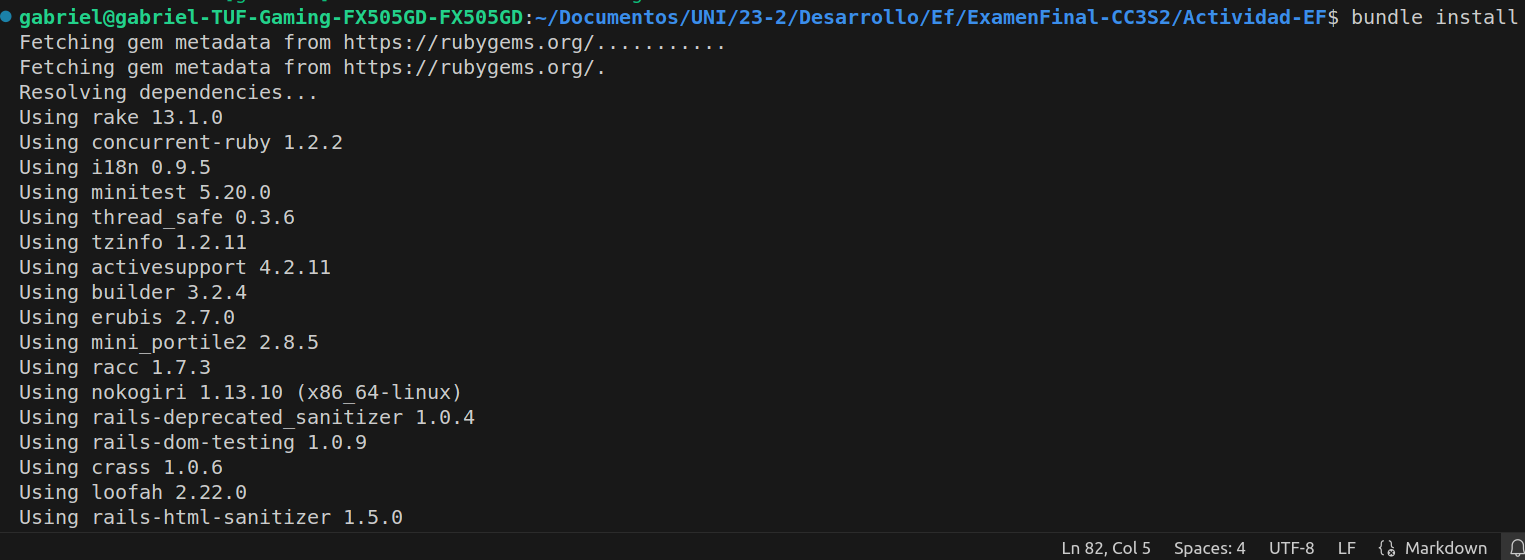 gabriel@gabriel-TUF-Gaming-FX505GD-FX505GD:~/Documentos/UNI/23-2/Desarrollo/Ef/ExamenFinal-CC3S2/Actividad-EF$ bundle install
Fetching gem metadata from https://rubygems.org/...........
Fetching gem metadata from https://rubygems.org/.
Resolving dependencies...
Using rake 13.1.0
Using concurrent-ruby 1.2.2
Using i18n 0.9.5
Using minitest 5.20.0
Using thread_safe 0.3.6
Using tzinfo 1.2.11
Using activesupport 4.2.11
Using builder 3.2.4
Using erubis 2.7.0
Using mini_portile2 2.8.5
Using racc 1.7.3
Using nokogiri 1.13.10 (x86_64-linux)
Using rails-deprecated_sanitizer 1.0.4
Using rails-dom-testing 1.0.9
Using crass 1.0.6
Using loofah 2.22.0
Using rails-html-sanitizer 1.5.0
Ln 82, Col 5 Spaces: 4 UTF-8 LF Markdown